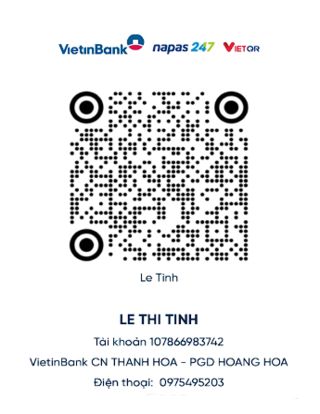 VietinBank napas 247 VIETQR
Le Tinh
LE THI TINH
Tài khoản 107866983742
VietinBank CN THANH HOA - PGD HOANG HOA
Điện thoại: 0975495203